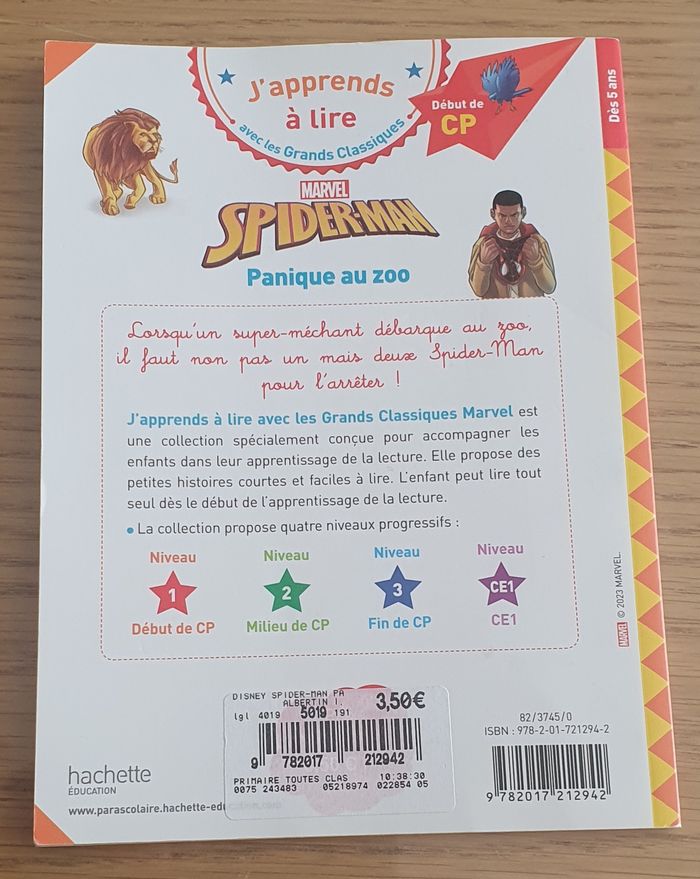 J'apprends
à lire
avec les Grands Classiques
Début de
CP
Dès 5 ans
MARVEL
SPIDER-MAN
Panique au zoo
Lorsqu'un super-méchant débarque au zoo,
il faut non pas un mais deux Spider-Man
pour l'arrêter !
J'apprends à lire avec les Grands Classiques Marvel est
une collection spécialement conçue pour accompagner les
enfants dans leur apprentissage de la lecture. Elle propose des
petites histoires courtes et faciles à lire. L'enfant peut lire tout
seul dès le début de l'apprentissage de la lecture.
• La collection propose quatre niveaux progressifs :
Niveau Niveau Niveau Niveau
1 2 3 CE1
Début de CP Milieu de CP Fin de CP CE1
MARVEL © 2023 MARVEL.
DISNEY SPIDER-MAN PA
ALBERTIN I. 3,50€
lgl 4019 5019 191
9 782017 212942
PRIMAIRE TOUTES CLAS 10:38:30
0075 243483 05218974 022854 05
82/3745/0
ISBN : 978-2-01-721294-2
9 782017 212942
hachette
ÉDUCATION
www.parascolaire.hachette-education.com